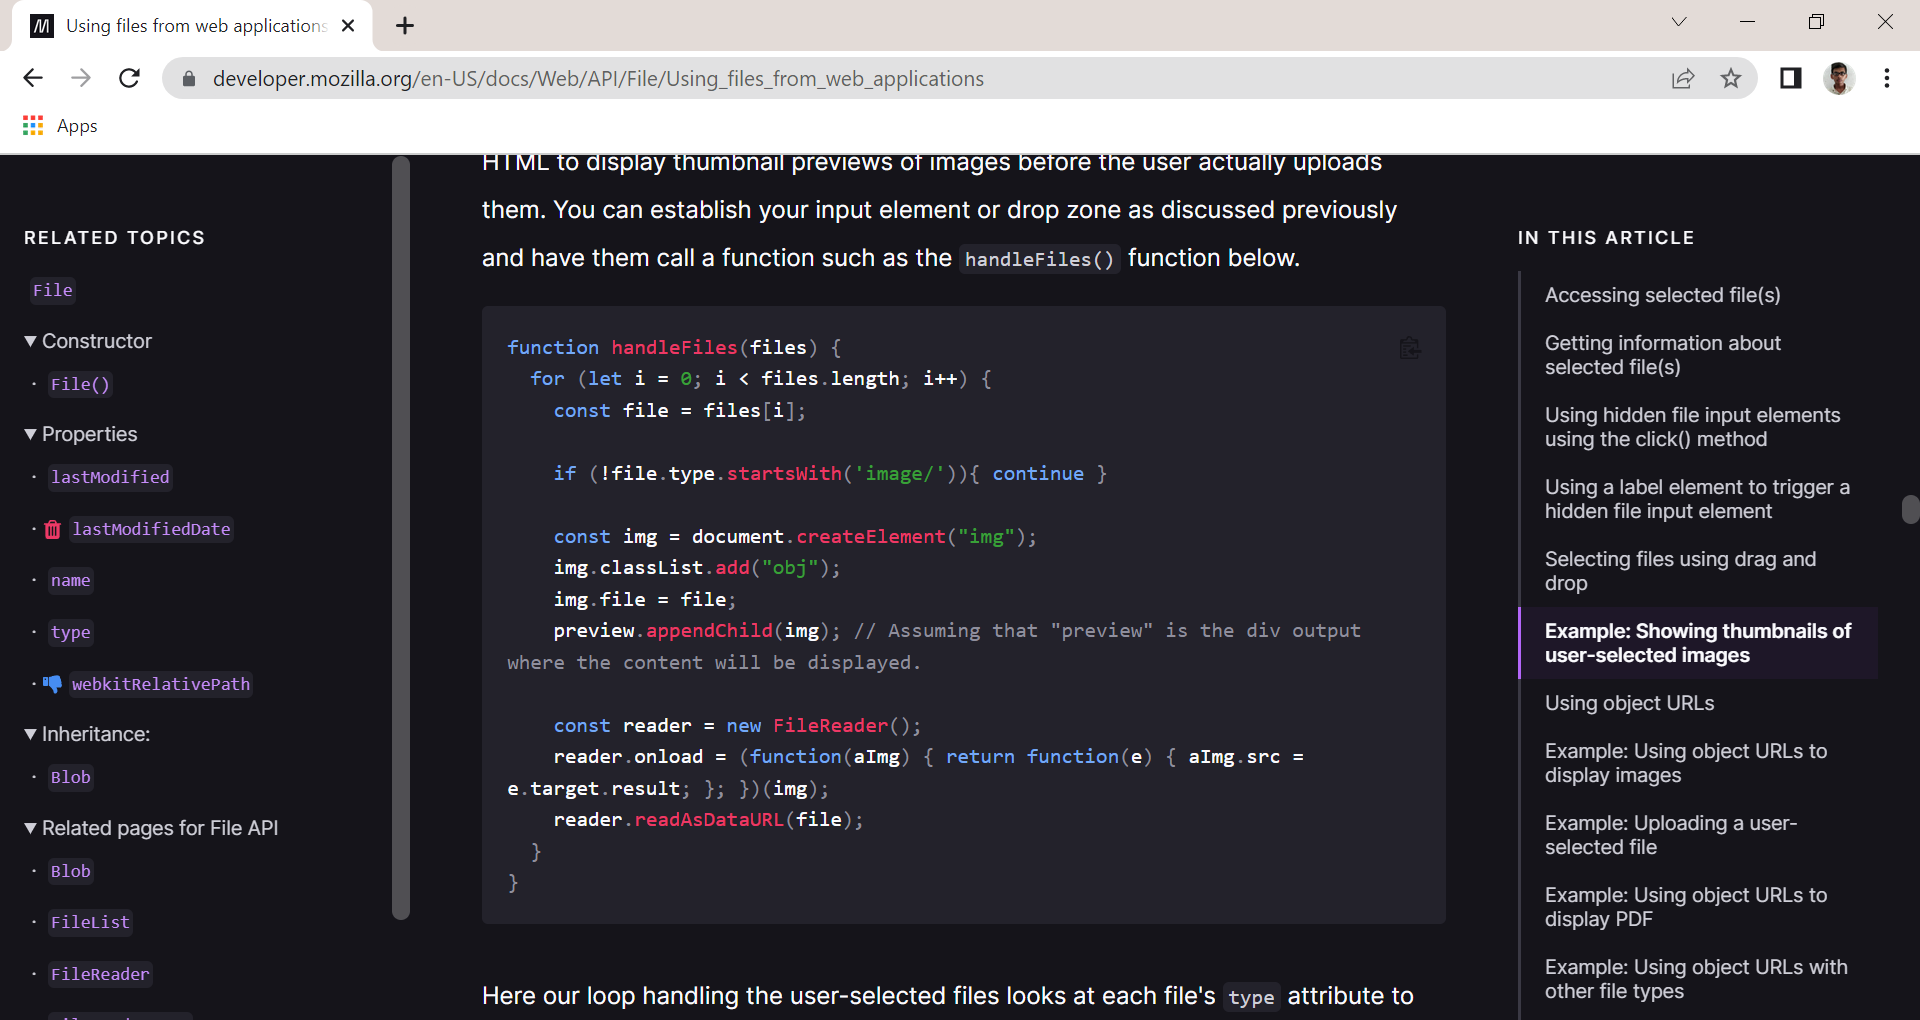 Using files from web applications
developer.mozilla.org/en-US/docs/Web/API/File/Using_files_from_web_applications
Apps
RELATED TOPICS
File
Constructor
File()
Properties
lastModified
lastModifiedDate
name
type
webkitRelativePath
Inheritance:
Blob
Related pages for File API
Blob
FileList
FileReader
HTML to display thumbnail previews of images before the user actually uploads
them. You can establish your input element or drop zone as discussed previously
and have them call a function such as the handleFiles() function below.
function handleFiles(files) {
  for (let i = 0; i < files.length; i++) {
    const file = files[i];
    if (!file.type.startsWith('image/')){ continue }
    const img = document.createElement("img");
    img.classList.add("obj");
    img.file = file;
    preview.appendChild(img); // Assuming that "preview" is the div output
where the content will be displayed.
    const reader = new FileReader();
    reader.onload = (function(aImg) { return function(e) { aImg.src =
e.target.result; }; })(img);
    reader.readAsDataURL(file);
  }
}
Here our loop handling the user-selected files looks at each file's type attribute to
IN THIS ARTICLE
Accessing selected file(s)
Getting information about
selected file(s)
Using hidden file input elements
using the click() method
Using a label element to trigger a
hidden file input element
Selecting files using drag and
drop
Example: Showing thumbnails of
user-selected images
Using object URLs
Example: Using object URLs to
display images
Example: Uploading a user-
selected file
Example: Using object URLs to
display PDF
Example: Using object URLs with
other file types